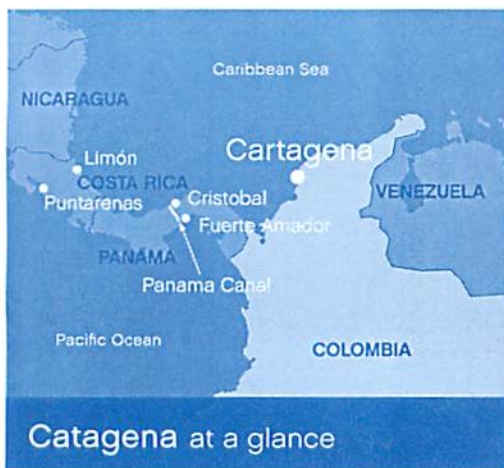 Caribbean Sea
NICARAGUA
Limón
Cartagena
COSTA RICA
Cristobal
VENEZUELA
Puntarenas
Fuerte Amador
PANAMA
Panama Canal
Pacific Ocean
COLOMBIA
Catagena at a glance